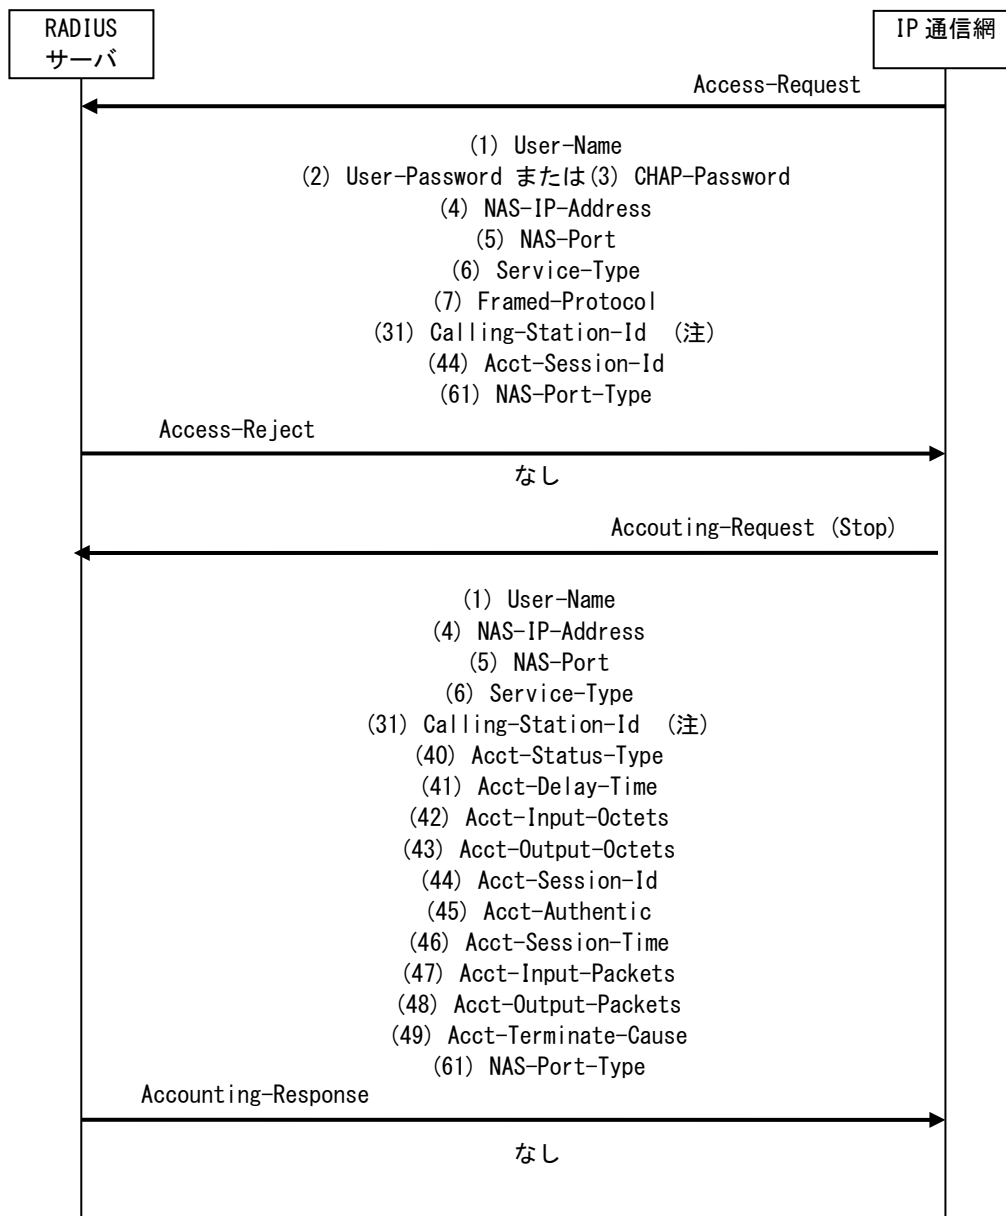 RADIUS
サーバ
IP 通信網
Access-Request
(1) User-Name
(2) User-Password または(3) CHAP-Password
(4) NAS-IP-Address
(5) NAS-Port
(6) Service-Type
(7) Framed-Protocol
(31) Calling-Station-Id (注)
(44) Acct-Session-Id
(61) NAS-Port-Type
Access-Reject
なし
Accouting-Request (Stop)
(1) User-Name
(4) NAS-IP-Address
(5) NAS-Port
(6) Service-Type
(31) Calling-Station-Id (注)
(40) Acct-Status-Type
(41) Acct-Delay-Time
(42) Acct-Input-Octets
(43) Acct-Output-Octets
(44) Acct-Session-Id
(45) Acct-Authentic
(46) Acct-Session-Time
(47) Acct-Input-Packets
(48) Acct-Output-Packets
(49) Acct-Terminate-Cause
(61) NAS-Port-Type
Accounting-Response
なし